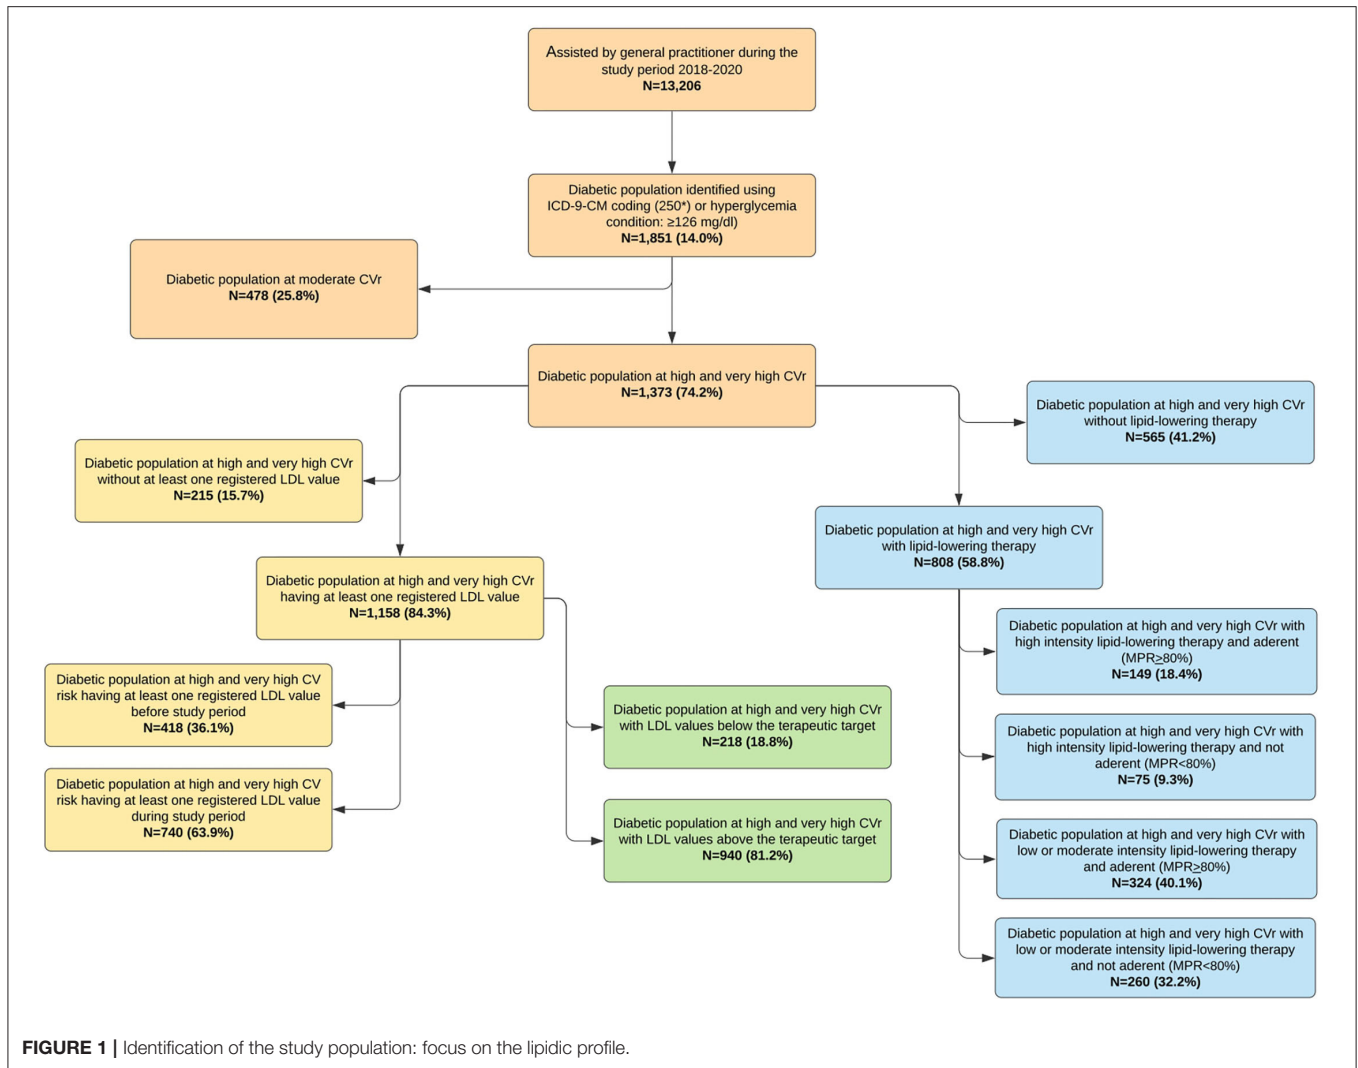 Assisted by general practitioner during the
study period 2018-2020
N=13,206
Diabetic population identified using
ICD-9-CM coding (250*) or hyperglycemia
condition: ≥126 mg/dl)
N=1,851 (14.0%)
Diabetic population at moderate CVr
N=478 (25.8%)
Diabetic population at high and very high CVr
N=1,373 (74.2%)
Diabetic population at high and very high CVr
without lipid-lowering therapy
N=565 (41.2%)
Diabetic population at high and very high CVr
without at least one registered LDL value
N=215 (15.7%)
Diabetic population at high and very high CVr
with lipid-lowering therapy
N=808 (58.8%)
Diabetic population at high and very high CVr
having at least one registered LDL value
N=1,158 (84.3%)
Diabetic population at high and very high CVr with
high intensity lipid-lowering therapy and aderent
(MPR≥80%)
N=149 (18.4%)
Diabetic population at high and very high CV
risk having at least one registered LDL value
before study period
N=418 (36.1%)
Diabetic population at high and very high CVr
with LDL values below the terapeutic target
N=218 (18.8%)
Diabetic population at high and very high CVr with
high intensity lipid-lowering therapy and not
aderent (MPR<80%)
N=75 (9.3%)
Diabetic population at high and very high CV
risk having at least one registered LDL value
during study period
N=740 (63.9%)
Diabetic population at high and very high CVr
with LDL values above the terapeutic target
N=940 (81.2%)
Diabetic population at high and very high CVr with
low or moderate intensity lipid-lowering therapy
and aderent (MPR≥80%)
N=324 (40.1%)
Diabetic population at high and very high CVr with
low or moderate intensity lipid-lowering therapy
and not aderent (MPR<80%)
N=260 (32.2%)
FIGURE 1 | Identification of the study population: focus on the lipidic profile.